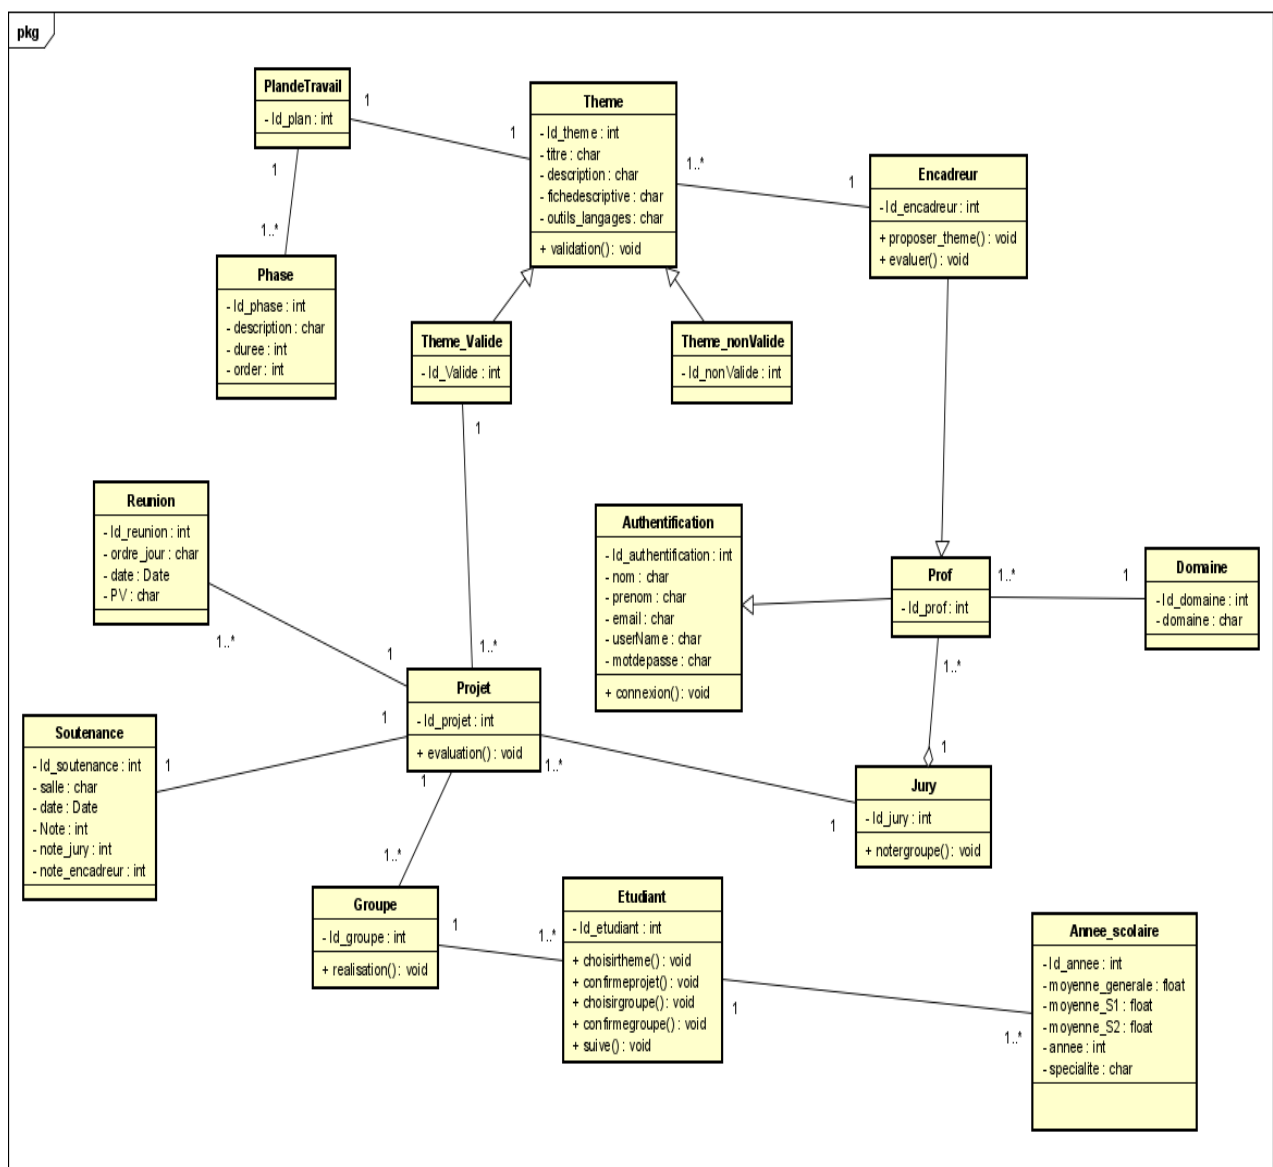 pkg
PlandeTravail
- Id_plan : int
1
1
1
1..*
Theme
- Id_theme : int
- titre : char
- description : char
- fichedescriptive : char
- outils_langages : char
+ validation() : void
1..*
1
Encadreur
- Id_encadreur : int
+ proposer_theme() : void
+ evaluer() : void
Phase
- Id_phase : int
- description : char
- duree : int
- order : int
Theme_Valide
- Id_Valide : int
1
1..*
Theme_nonValide
- Id_nonValide : int
Reunion
- Id_reunion : int
- ordre_jour : char
- date : Date
- PV : char
1..*
1
Authentification
- Id_authentification : int
- nom : char
- prenom : char
- email : char
- userName : char
- motdepasse : char
+ connexion() : void
Prof
- Id_prof : int
1..*
1
Domaine
- Id_domaine : int
- domaine : char
1..*
1
Projet
- Id_projet : int
+ evaluation() : void
1
1
1..*
1
Soutenance
- Id_soutenance : int
- salle : char
- date : Date
- Note : int
- note_jury : int
- note_encadreur : int
1
Jury
- Id_jury : int
+ notergroupe() : void
1..*
Groupe
- Id_groupe : int
+ realisation() : void
1
1..*
Etudiant
- Id_etudiant : int
+ choisirtheme() : void
+ confirmeprojet() : void
+ choisirgroupe() : void
+ confirmegroupe() : void
+ suive() : void
1
1..*
Annee_scolaire
- Id_annee : int
- moyenne_generale : float
- moyenne_S1 : float
- moyenne_S2 : float
- annee : int
- specialite : char